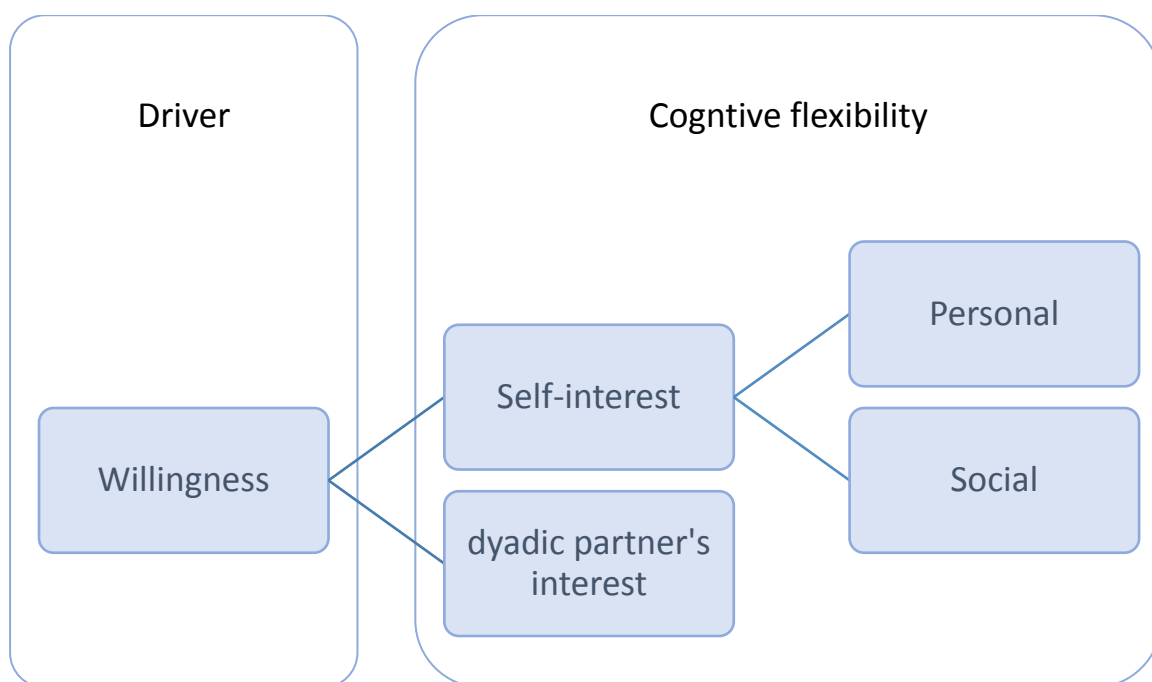 Driver
Cogntive flexibility
Personal
Self-interest
Willingness
Social
dyadic partner's
interest